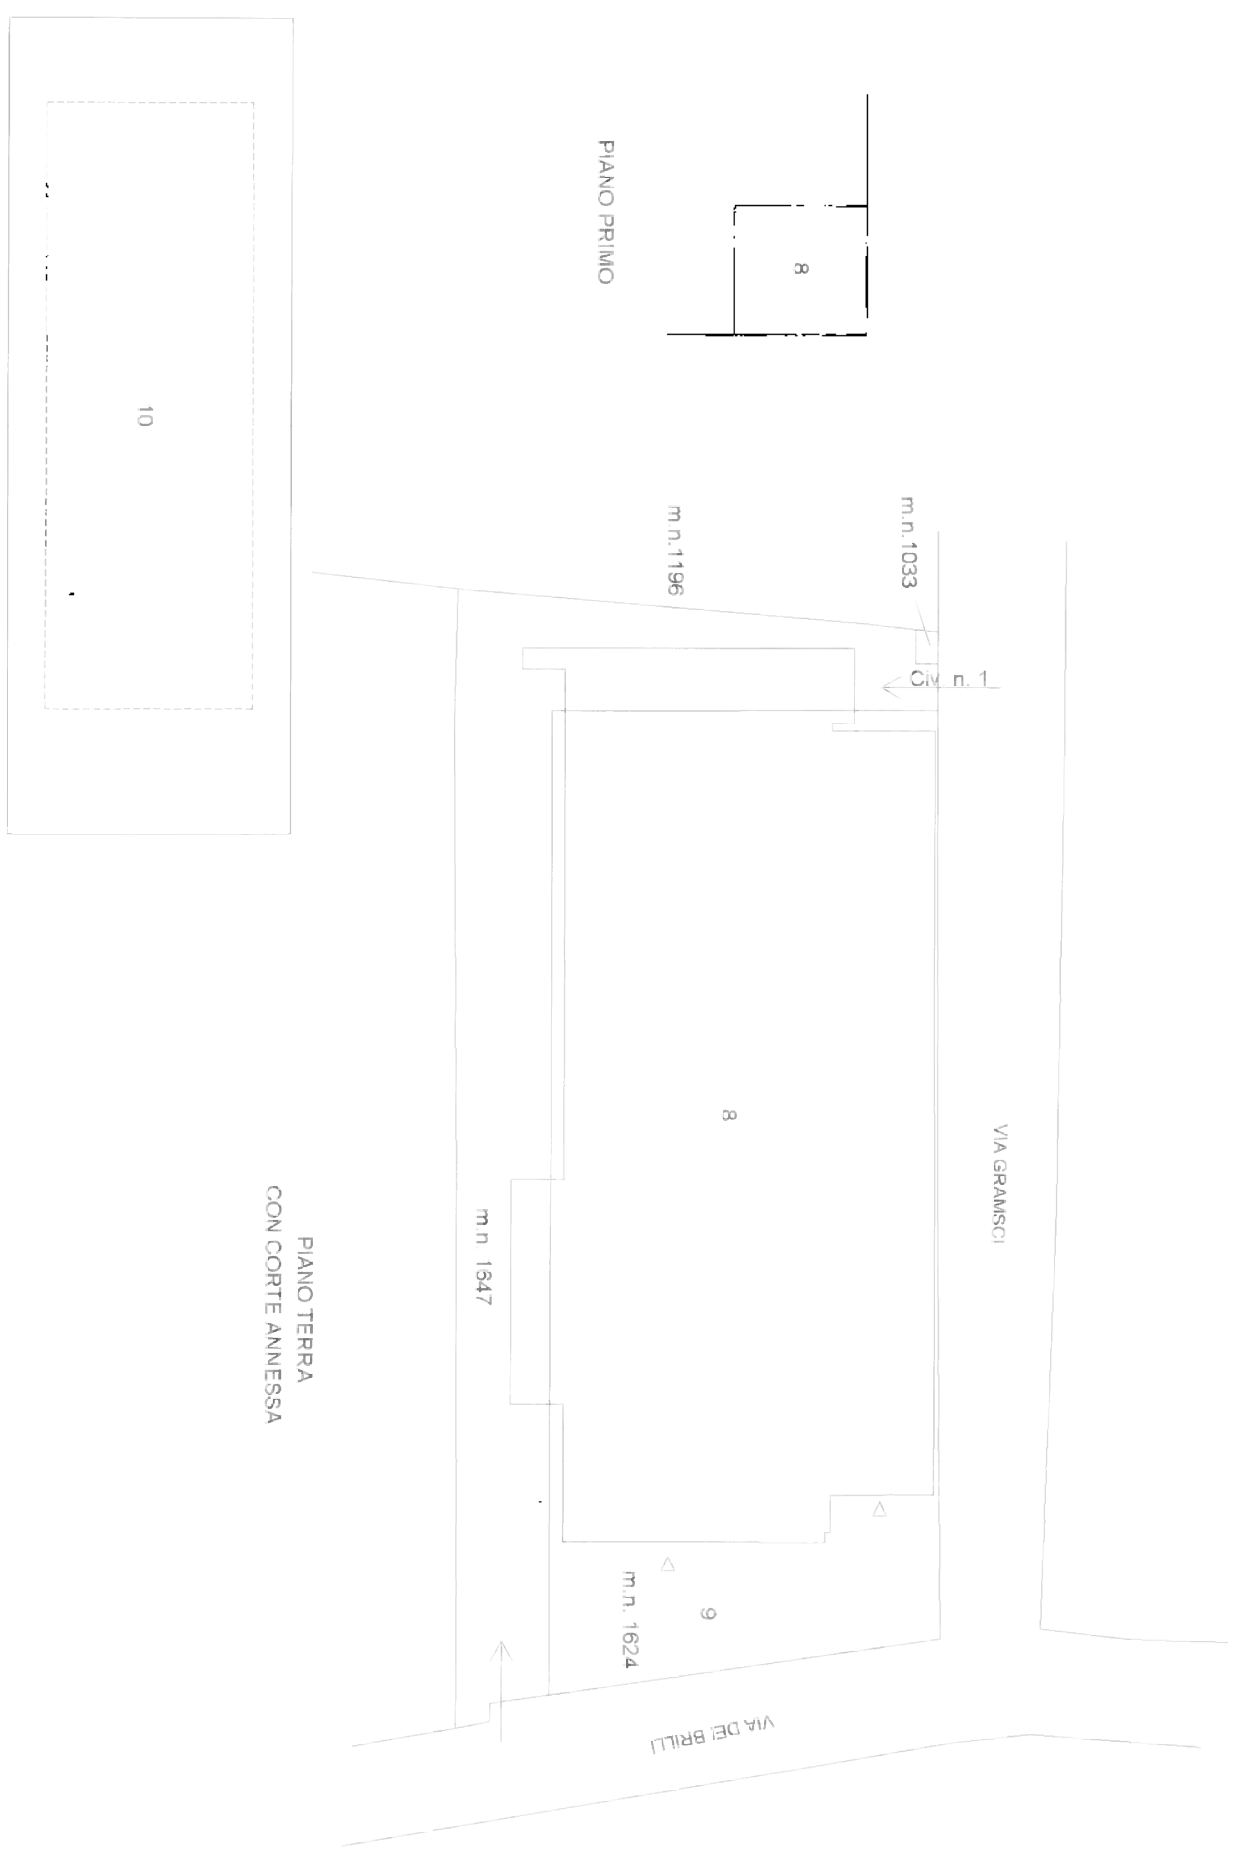 PIANO PRIMO
8
10
m.n.1033
m.n.1196
Civ. n. 1
VIA GRAMSCI
8
m.n. 1647
PIANO TERRA
CON CORTE ANNESSA
9
m.n. 1624
VIA DEI BRILLI